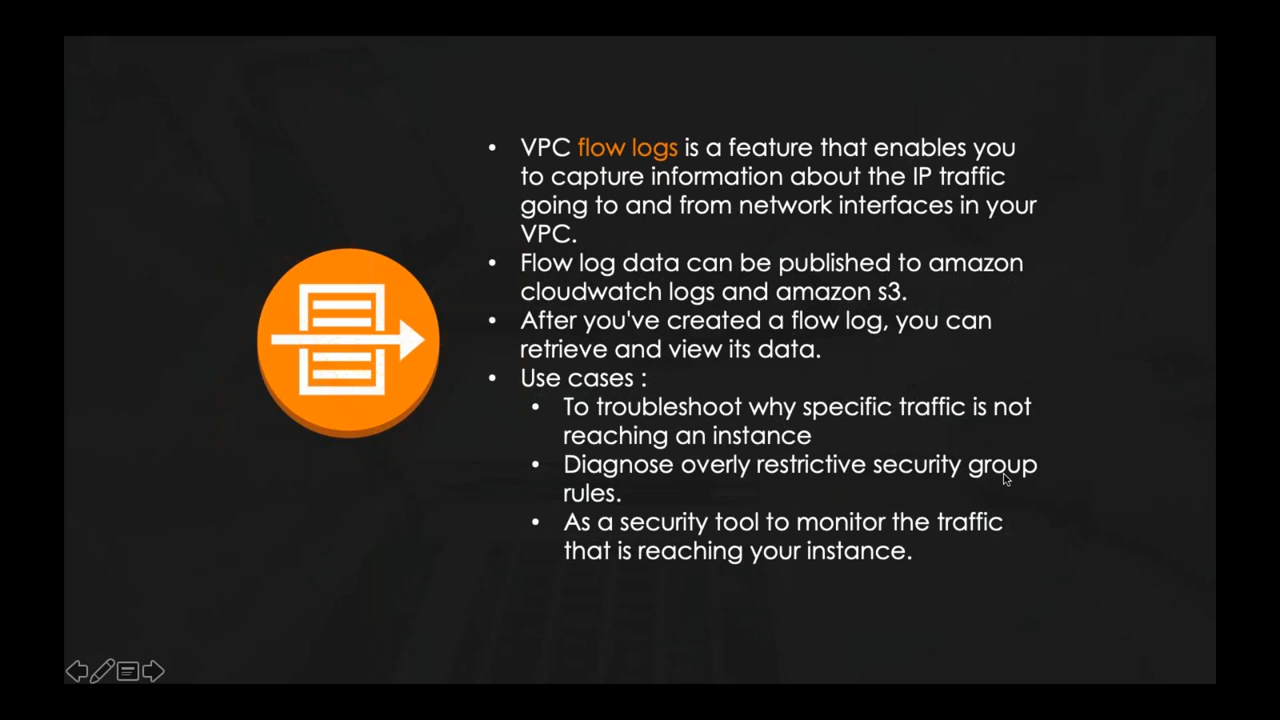 • VPC flow logs is a feature that enables you
to capture information about the IP traffic
going to and from network interfaces in your
VPC.
• Flow log data can be published to amazon
cloudwatch logs and amazon s3.
• After you've created a flow log, you can
retrieve and view its data.
• Use cases :
• To troubleshoot why specific traffic is not
reaching an instance
• Diagnose overly restrictive security group
rules.
• As a security tool to monitor the traffic
that is reaching your instance.